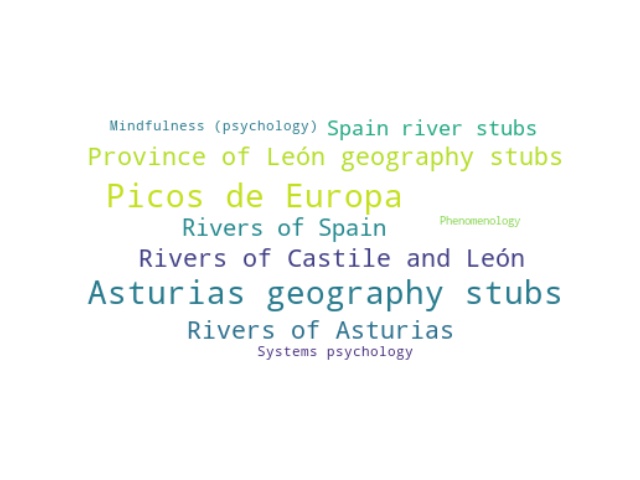 Mindfulness (psychology) Spain river stubs
Province of León geography stubs
Picos de Europa
Phenomenology
Rivers of Spain
Rivers of Castile and León
Asturias geography stubs
Rivers of Asturias
Systems psychology